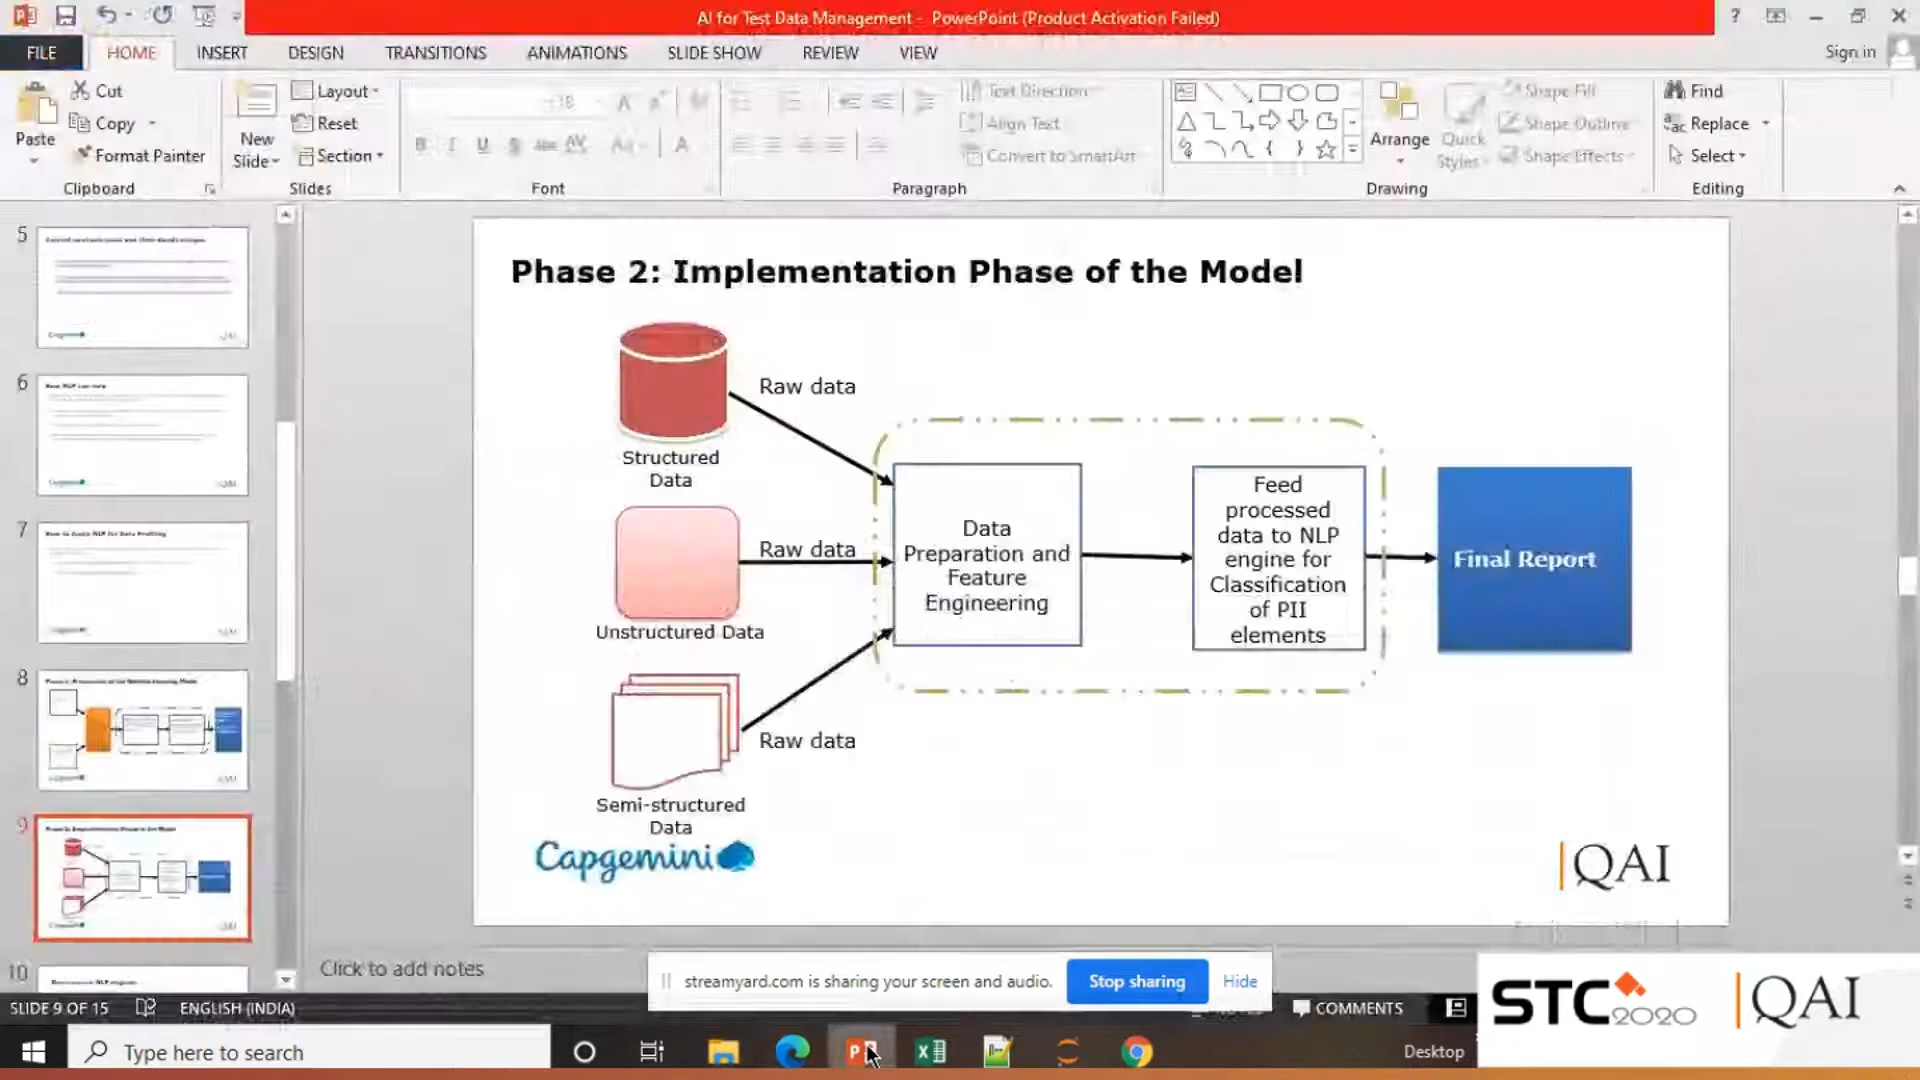 AI for Test Data Management - PowerPoint (Product Activation Failed)
FILE HOME INSERT DESIGN TRANSITIONS ANIMATIONS SLIDE SHOW REVIEW VIEW Sign in
Cut
Copy
Format Painter
Paste
Clipboard
New
Slide
Layout
Reset
Section
Slides
Font
Text Direction
Align Text
Convert to SmartArt
Paragraph
Arrange
Quick
Styles
Shape Fill
Shape Outline
Shape Effects
Drawing
Find
Replace
Select
Editing
5
6
7
8
9
10
Phase 2: Implementation Phase of the Model
Raw data
Structured
Data
Raw data
Unstructured Data
Raw data
Semi-structured
Data
Data
Preparation and
Feature
Engineering
Feed
processed
data to NLP
engine for
Classification
of PII
elements
Final Report
Capgemini
QAI
Click to add notes
streamyard.com is sharing your screen and audio. Stop sharing Hide
SLIDE 9 OF 15 ENGLISH (INDIA) COMMENTS
STC 2020 QAI
Type here to search
Desktop